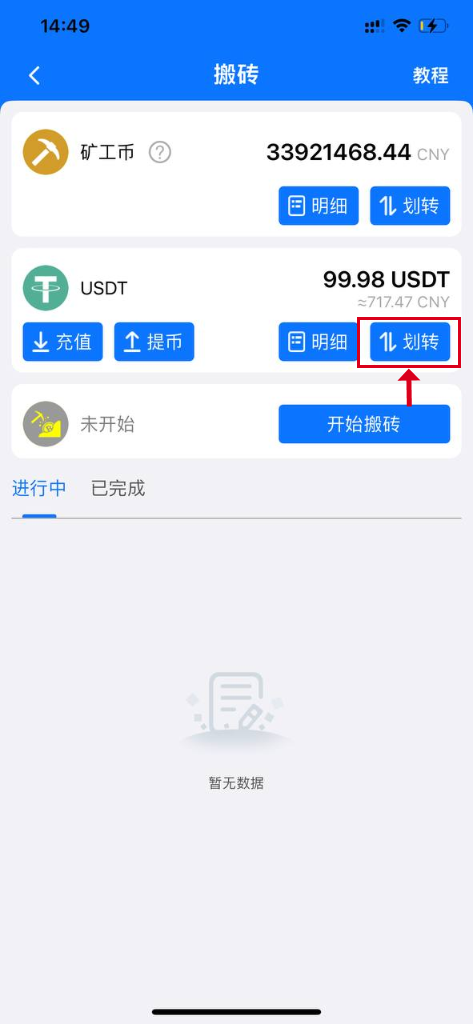 14:49
搬砖
教程
矿工币 ?
33921468.44 CNY
明细
划转
USDT
99.98 USDT
≈717.47 CNY
充值
提币
明细
划转
未开始
开始搬砖
进行中
已完成
暂无数据